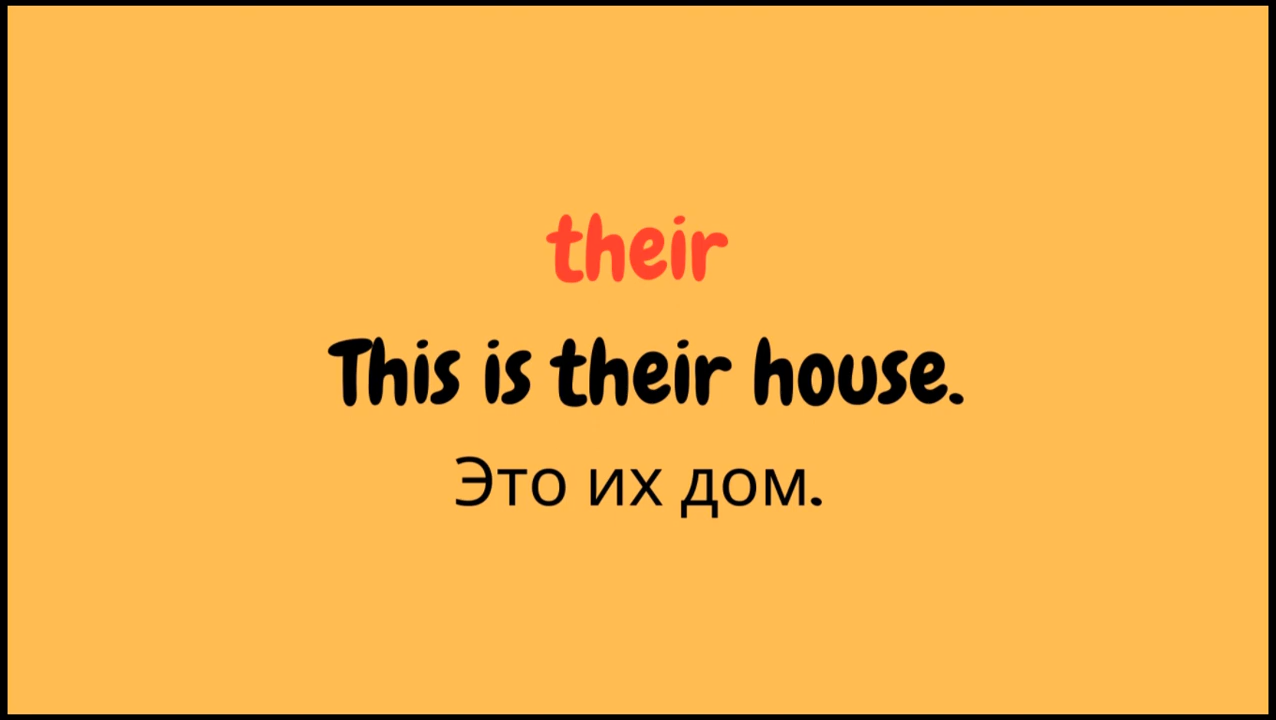 their
This is their house.
Это их дом.